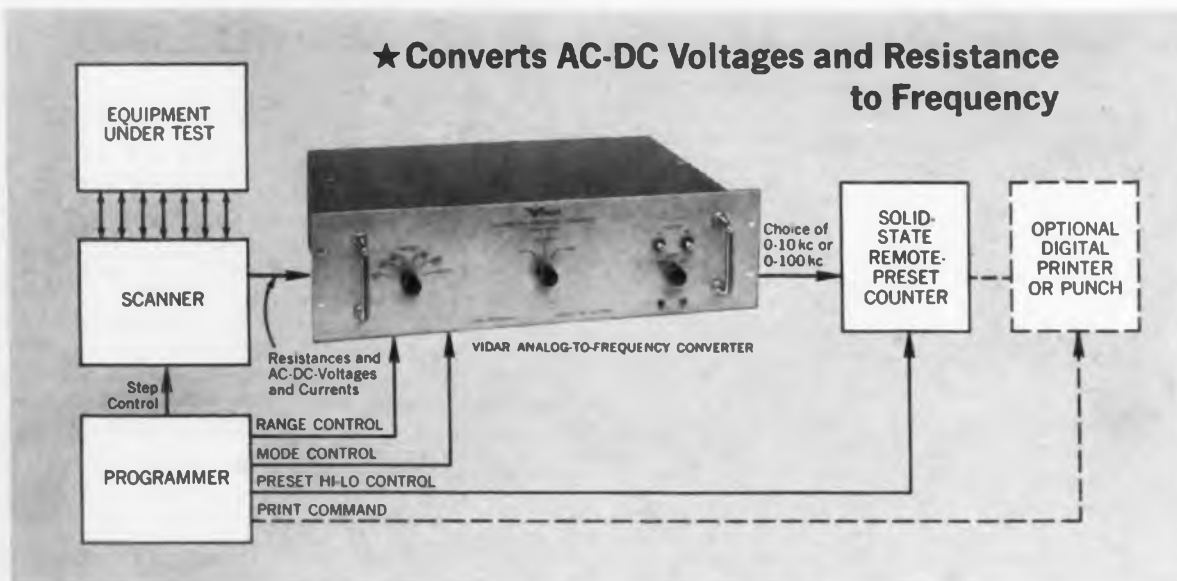 ★ Converts AC-DC Voltages and Resistance
to Frequency
EQUIPMENT
UNDER TEST
SCANNER
Step
Control
PROGRAMMER
Resistances and
AC-DC-Voltages
and Currents
VIDAR ANALOG-TO-FREQUENCY CONVERTER
Choice of
0-10 kc or
0-100 kc
SOLID-
STATE
REMOTE-
PRESET
COUNTER
OPTIONAL
DIGITAL
PRINTER
OR PUNCH
RANGE CONTROL
MODE CONTROL
PRESET HI-LO CONTROL
PRINT COMMAND